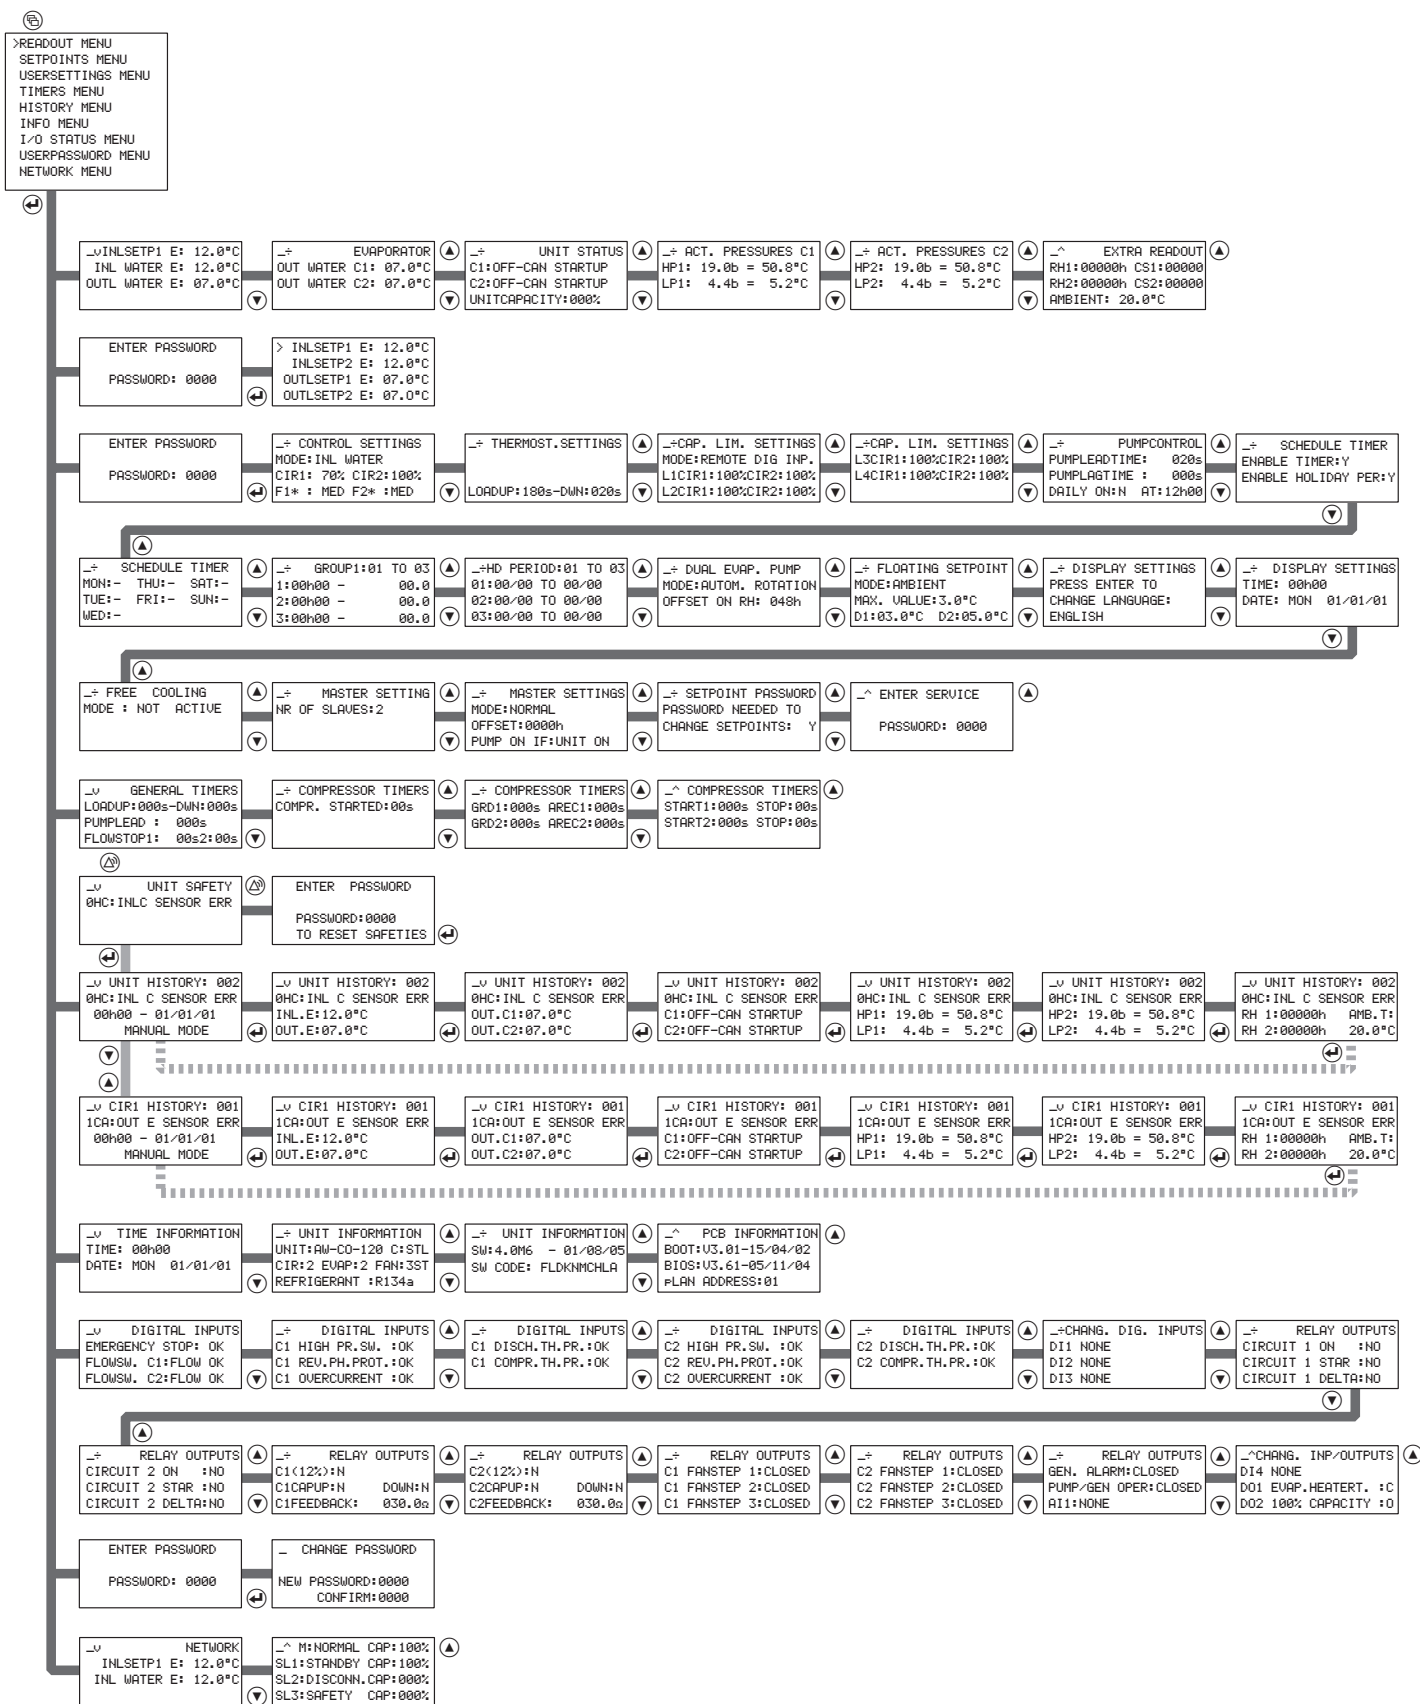 >READOUT MENU
SETPOINTS MENU
USERSETTINGS MENU
TIMERS MENU
HISTORY MENU
INFO MENU
I/O STATUS MENU
USERPASSWORD MENU
NETWORK MENU
_vINLSETP1 E: 12.0°C
INL WATER E: 12.0°C
OUTL WATER E: 07.0°C
_÷ EVAPORATOR
OUT WATER C1: 07.0°C
OUT WATER C2: 07.0°C
_÷ UNIT STATUS
C1:OFF-CAN STARTUP
C2:OFF-CAN STARTUP
UNITCAPACITY:000%
_÷ ACT. PRESSURES C1
HP1: 19.0b = 50.8°C
LP1: 4.4b = 5.2°C
_÷ ACT. PRESSURES C2
HP2: 19.0b = 50.8°C
LP2: 4.4b = 5.2°C
_^ EXTRA READOUT
RH1:00000h CS1:00000
RH2:00000h CS2:00000
AMBIENT: 20.0°C
ENTER PASSWORD
PASSWORD: 0000
> INLSETP1 E: 12.0°C
INLSETP2 E: 12.0°C
OUTLSETP1 E: 07.0°C
OUTLSETP2 E: 07.0°C
ENTER PASSWORD
PASSWORD: 0000
_÷ CONTROL SETTINGS
MODE:INL WATER
CIR1: 70% CIR2:100%
F1* : MED F2* :MED
_÷ THERMOST.SETTINGS
LOADUP:180s-DWN:020s
_÷CAP. LIM. SETTINGS
MODE:REMOTE DIG INP.
L1CIR1:100%CIR2:100%
L2CIR1:100%CIR2:100%
_÷CAP. LIM. SETTINGS
L3CIR1:100%CIR2:100%
L4CIR1:100%CIR2:100%
_÷ PUMPCONTROL
PUMPLEADTIME: 020s
PUMPLAGTIME : 000s
DAILY ON:N AT:12h00
_÷ SCHEDULE TIMER
ENABLE TIMER:Y
ENABLE HOLIDAY PER:Y
_÷ SCHEDULE TIMER
MON:- THU:- SAT:-
TUE:- FRI:- SUN:-
WED:-
_÷ GROUP1:01 TO 03
1:00h00 - 00.0
2:00h00 - 00.0
3:00h00 - 00.0
_÷HD PERIOD:01 TO 03
01:00/00 TO 00/00
02:00/00 TO 00/00
03:00/00 TO 00/00
_÷ DUAL EVAP. PUMP
MODE:AUTOM. ROTATION
OFFSET ON RH: 048h
_÷ FLOATING SETPOINT
MODE:AMBIENT
MAX. VALUE:3.0°C
D1:03.0°C D2:05.0°C
_÷ DISPLAY SETTINGS
PRESS ENTER TO
CHANGE LANGUAGE:
ENGLISH
_÷ DISPLAY SETTINGS
TIME: 00h00
DATE: MON 01/01/01
_÷ FREE COOLING
MODE : NOT ACTIVE
_÷ MASTER SETTING
NR OF SLAVES:2
_÷ MASTER SETTINGS
MODE:NORMAL
OFFSET:0000h
PUMP ON IF:UNIT ON
_÷ SETPOINT PASSWORD
PASSWORD NEEDED TO
CHANGE SETPOINTS: Y
_^ ENTER SERVICE
PASSWORD: 0000
_v GENERAL TIMERS
LOADUP:000s-DWN:000s
PUMPLEAD : 000s
FLOWSTOP1: 00s2:00s
_÷ COMPRESSOR TIMERS
COMPR. STARTED:00s
_÷ COMPRESSOR TIMERS
GRD1:000s AREC1:000s
GRD2:000s AREC2:000s
_^ COMPRESSOR TIMERS
START1:000s STOP:00s
START2:000s STOP:00s
_v UNIT SAFETY
0HC:INLC SENSOR ERR
ENTER PASSWORD
PASSWORD:0000
TO RESET SAFETIES
_v UNIT HISTORY: 002
0HC:INL C SENSOR ERR
00h00 - 01/01/01
MANUAL MODE
_v UNIT HISTORY: 002
0HC:INL C SENSOR ERR
INL.E:12.0°C
OUT.E:07.0°C
_v UNIT HISTORY: 002
0HC:INL C SENSOR ERR
OUT.C1:07.0°C
OUT.C2:07.0°C
_v UNIT HISTORY: 002
0HC:INL C SENSOR ERR
C1:OFF-CAN STARTUP
C2:OFF-CAN STARTUP
_v UNIT HISTORY: 002
0HC:INL C SENSOR ERR
HP1: 19.0b = 50.8°C
LP1: 4.4b = 5.2°C
_v UNIT HISTORY: 002
0HC:INL C SENSOR ERR
HP2: 19.0b = 50.8°C
LP2: 4.4b = 5.2°C
_v UNIT HISTORY: 002
0HC:INL C SENSOR ERR
RH 1:00000h AMB.T:
RH 2:00000h 20.0°C
_v CIR1 HISTORY: 001
1CA:OUT E SENSOR ERR
00h00 - 01/01/01
MANUAL MODE
_v CIR1 HISTORY: 001
1CA:OUT E SENSOR ERR
INL.E:12.0°C
OUT.E:07.0°C
_v CIR1 HISTORY: 001
1CA:OUT E SENSOR ERR
OUT.C1:07.0°C
OUT.C2:07.0°C
_v CIR1 HISTORY: 001
1CA:OUT E SENSOR ERR
C1:OFF-CAN STARTUP
C2:OFF-CAN STARTUP
_v CIR1 HISTORY: 001
1CA:OUT E SENSOR ERR
HP1: 19.0b = 50.8°C
LP1: 4.4b = 5.2°C
_v CIR1 HISTORY: 001
1CA:OUT E SENSOR ERR
HP2: 19.0b = 50.8°C
LP2: 4.4b = 5.2°C
_v CIR1 HISTORY: 001
1CA:OUT E SENSOR ERR
RH 1:00000h AMB.T:
RH 2:00000h 20.0°C
_v TIME INFORMATION
TIME: 00h00
DATE: MON 01/01/01
_÷ UNIT INFORMATION
UNIT:AW-CO-120 C:STL
CIR:2 EVAP:2 FAN:3ST
REFRIGERANT :R134a
_÷ UNIT INFORMATION
SW:4.0M6 - 01/08/05
SW CODE: FLDKNMCHLA
_^ PCB INFORMATION
BOOT:V3.01-15/04/02
BIOS:V3.61-05/11/04
pLAN ADDRESS:01
_v DIGITAL INPUTS
EMERGENCY STOP: OK
FLOWSW. C1:FLOW OK
FLOWSW. C2:FLOW OK
_÷ DIGITAL INPUTS
C1 HIGH PR.SW. :OK
C1 REV.PH.PROT.:OK
C1 OVERCURRENT :OK
_÷ DIGITAL INPUTS
C1 DISCH.TH.PR.:OK
C1 COMPR.TH.PR.:OK
_÷ DIGITAL INPUTS
C2 HIGH PR.SW. :OK
C2 REV.PH.PROT.:OK
C2 OVERCURRENT :OK
_÷ DIGITAL INPUTS
C2 DISCH.TH.PR.:OK
C2 COMPR.TH.PR.:OK
_÷CHANG. DIG. INPUTS
DI1 NONE
DI2 NONE
DI3 NONE
_÷ RELAY OUTPUTS
CIRCUIT 1 ON :NO
CIRCUIT 1 STAR :NO
CIRCUIT 1 DELTA:NO
_÷ RELAY OUTPUTS
CIRCUIT 2 ON :NO
CIRCUIT 2 STAR :NO
CIRCUIT 2 DELTA:NO
_÷ RELAY OUTPUTS
C1(12%):N
C1CAPUP:N DOWN:N
C1FEEDBACK: 030.0Ω
_÷ RELAY OUTPUTS
C2(12%):N
C2CAPUP:N DOWN:N
C2FEEDBACK: 030.0Ω
_÷ RELAY OUTPUTS
C1 FANSTEP 1:CLOSED
C1 FANSTEP 2:CLOSED
C1 FANSTEP 3:CLOSED
_÷ RELAY OUTPUTS
C2 FANSTEP 1:CLOSED
C2 FANSTEP 2:CLOSED
C2 FANSTEP 3:CLOSED
_÷ RELAY OUTPUTS
GEN. ALARM:CLOSED
PUMP/GEN OPER:CLOSED
AI1:NONE
_^CHANG. INP/OUTPUTS
DI4 NONE
DO1 EVAP.HEATERT. :C
DO2 100% CAPACITY :O
ENTER PASSWORD
PASSWORD: 0000
_ CHANGE PASSWORD
NEW PASSWORD:0000
CONFIRM:0000
_v NETWORK
INLSETP1 E: 12.0°C
INL WATER E: 12.0°C
_^ M:NORMAL CAP:100%
SL1:STANDBY CAP:100%
SL2:DISCONN.CAP:000%
SL3:SAFETY CAP:000%